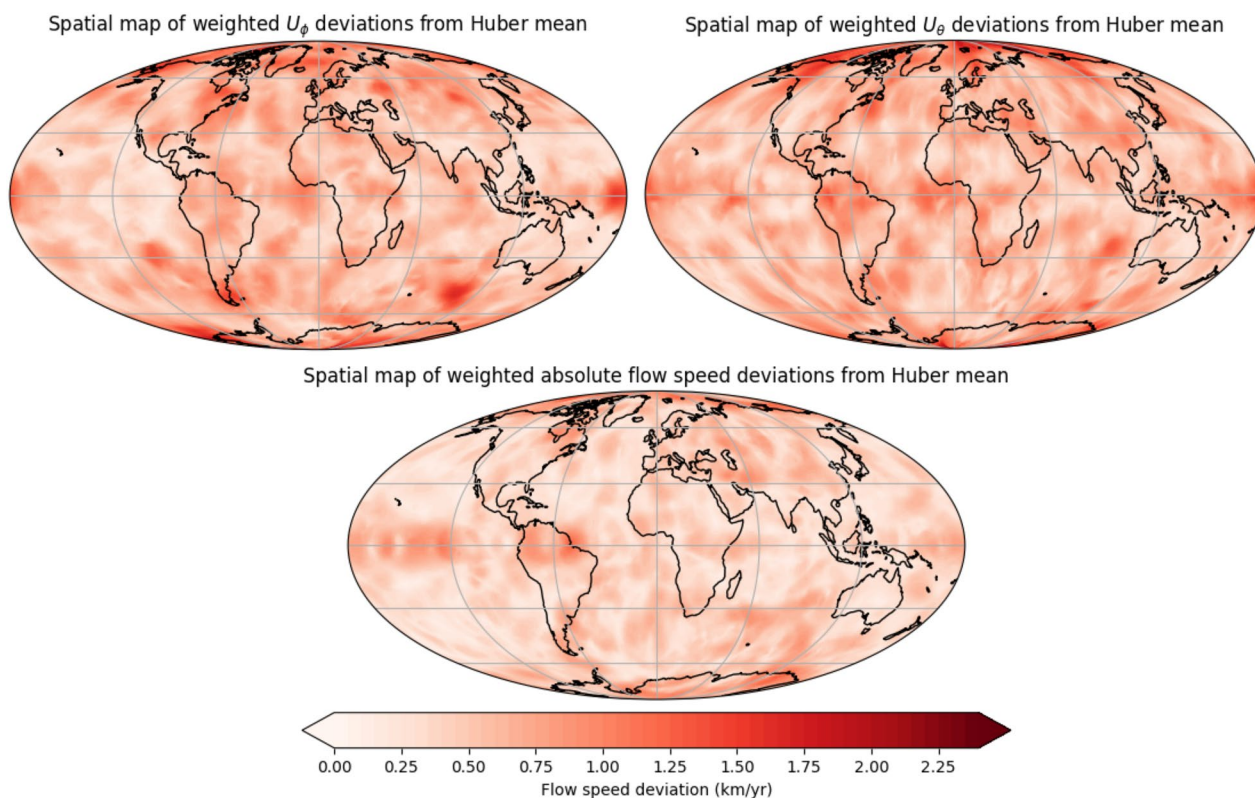 Spatial map of weighted U_ϕ deviations from Huber mean
Spatial map of weighted U_θ deviations from Huber mean
Spatial map of weighted absolute flow speed deviations from Huber mean
0.00 0.25 0.50 0.75 1.00 1.25 1.50 1.75 2.00 2.25
Flow speed deviation (km/yr)